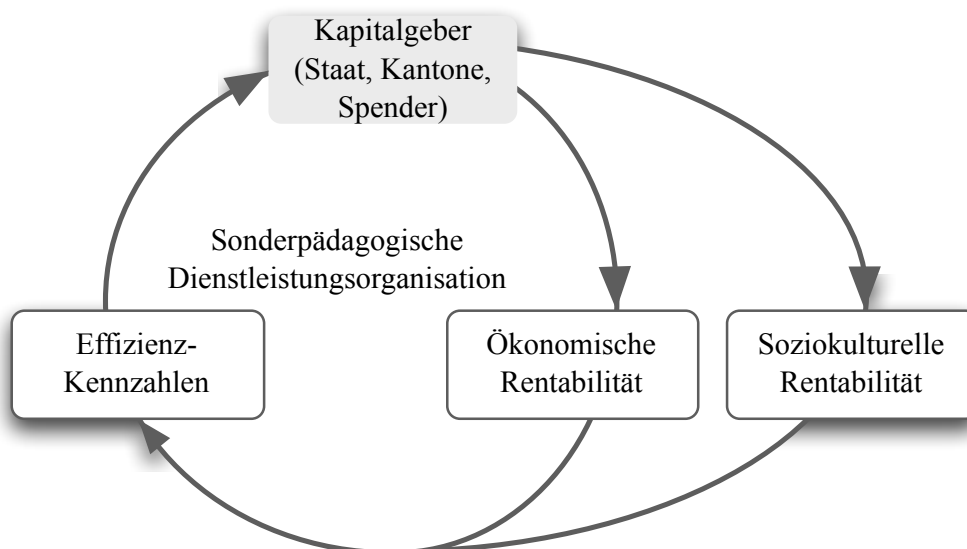 Kapitalgeber
(Staat, Kantone,
Spender)
Sonderpädagogische
Dienstleistungsorganisation
Effizienz-
Kennzahlen
Ökonomische
Rentabilität
Soziokulturelle
Rentabilität